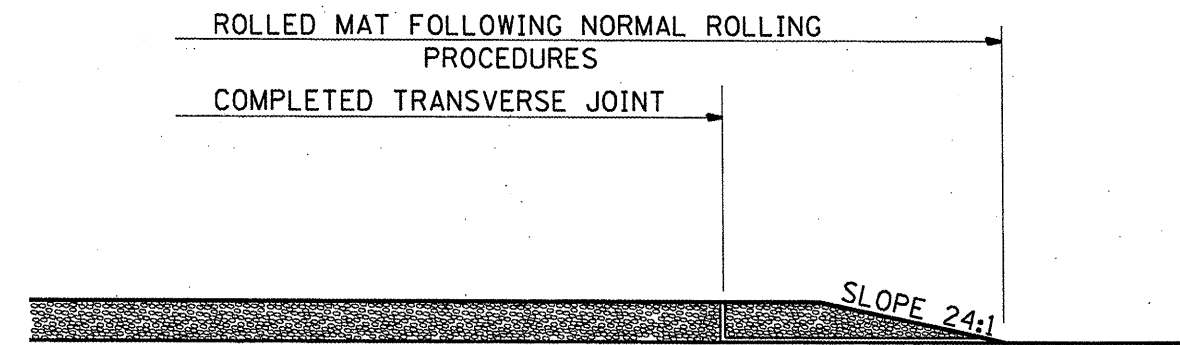 ROLLED MAT FOLLOWING NORMAL ROLLING
PROCEDURES
COMPLETED TRANSVERSE JOINT
SLOPE 24:1